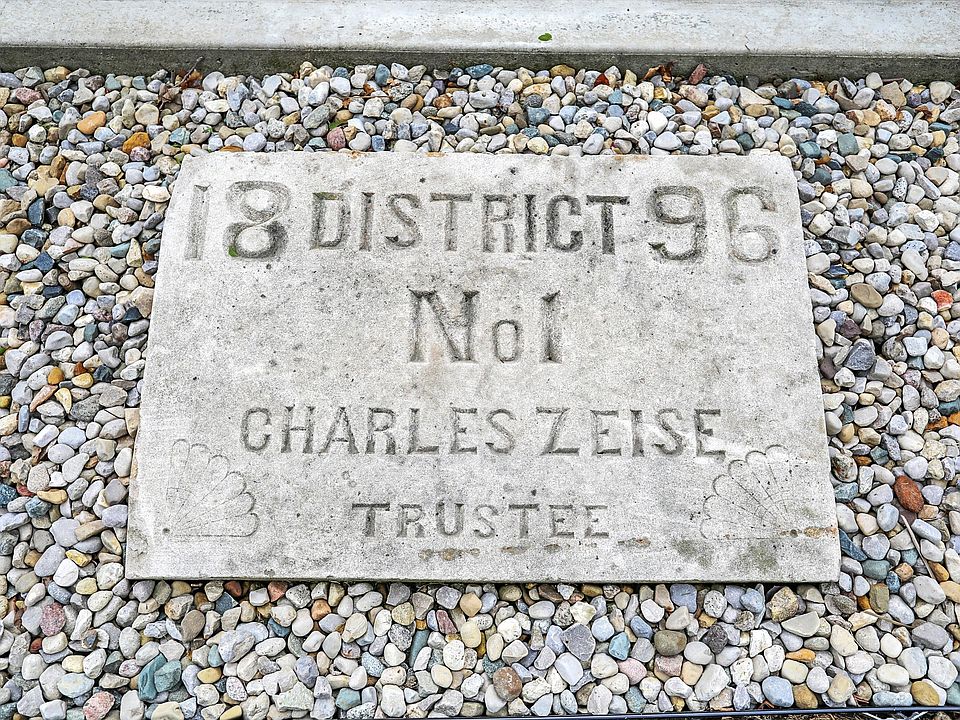 18 DISTRICT 96
No 1
CHARLES ZEISE
TRUSTEE